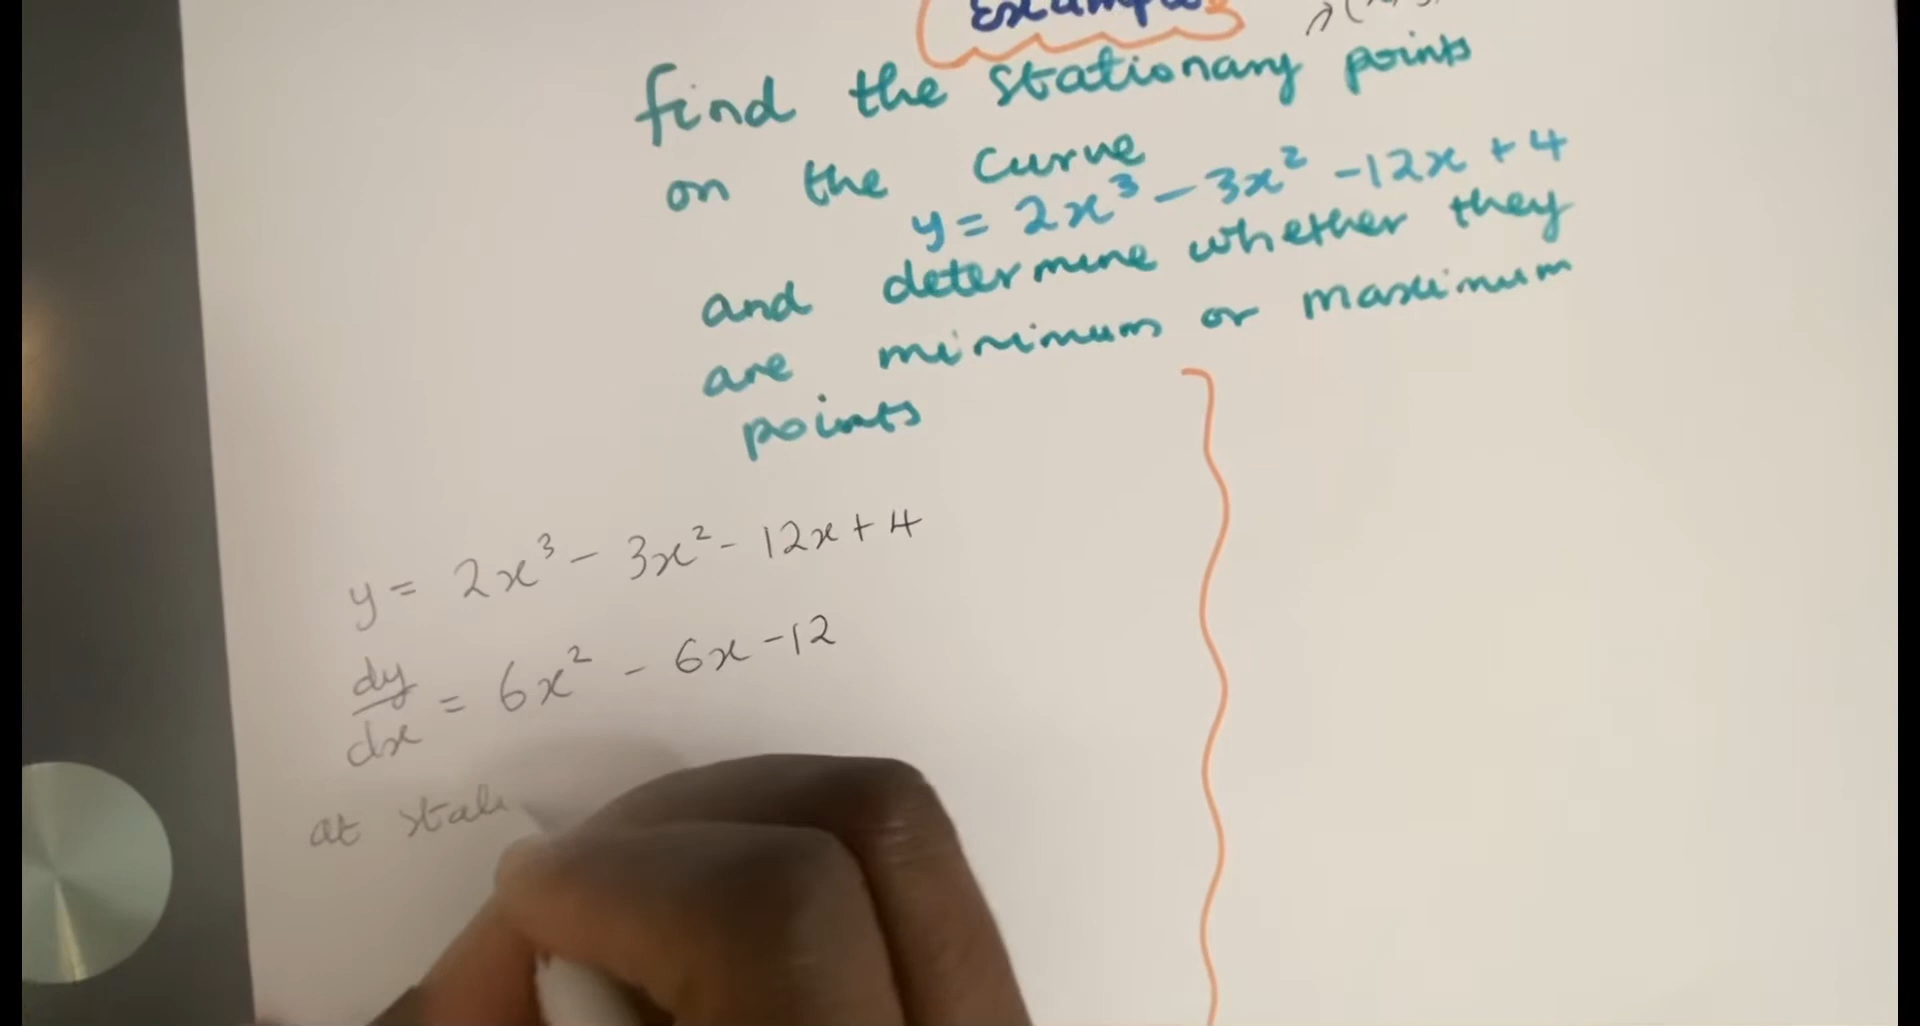 find the stationary points
on the curve
y = 2x³ - 3x² - 12x + 4
and determine whether they
are minimum or maximum
points
y = 2x³ - 3x² - 12x + 4
dy/dx = 6x² - 6x - 12
at